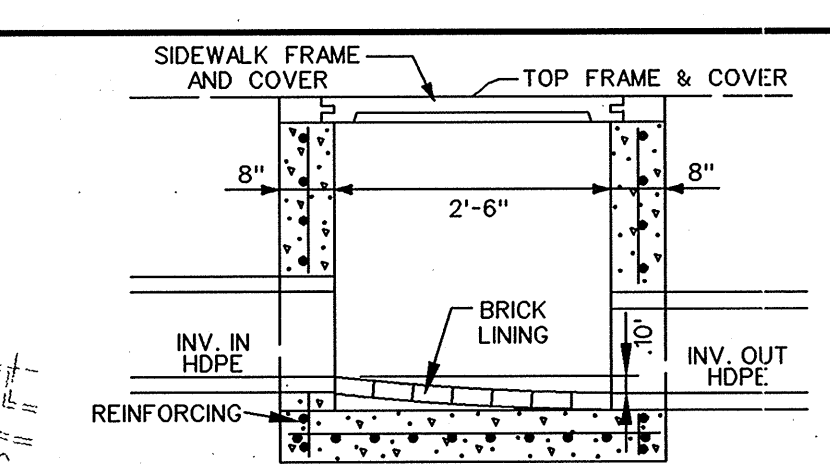 SIDEWALK FRAME
AND COVER
TOP FRAME & COVER
8"
2'-6"
8"
BRICK
LINING
.10'
INV. IN
HDPE
INV. OUT
HDPE
REINFORCING